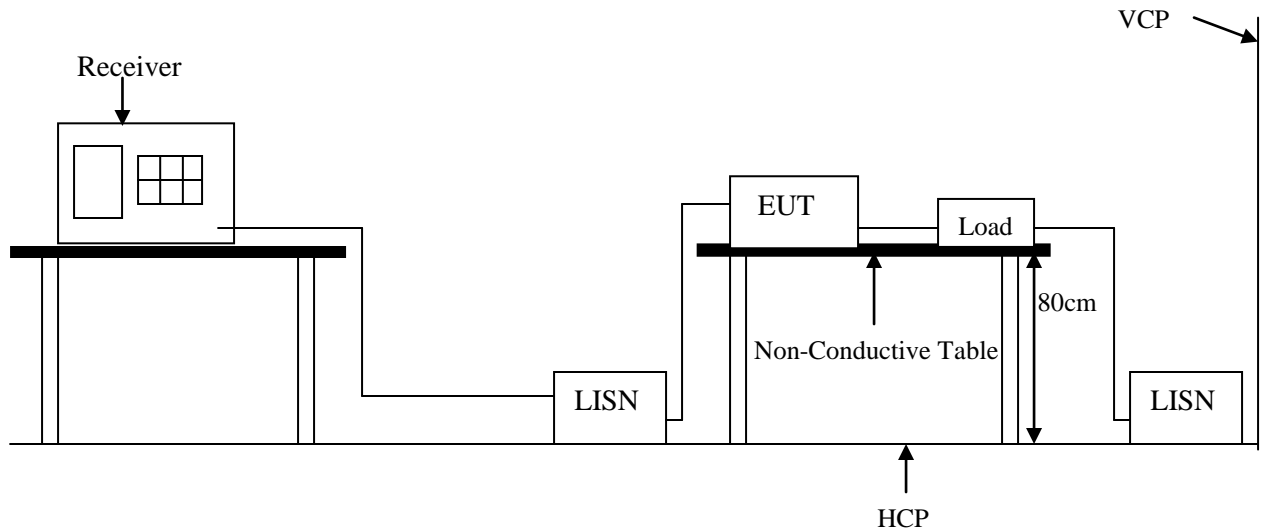 VCP
Receiver
EUT
Load
80cm
Non-Conductive Table
LISN
LISN
HCP